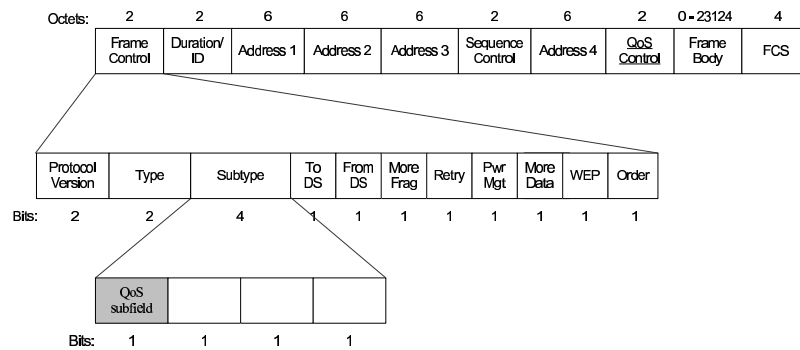 Octets: 2 2 6 6 6 2 6 2 0 - 23124 4
Frame Control Duration/ ID Address 1 Address 2 Address 3 Sequence Control Address 4 QoS Control Frame Body FCS
Protocol Version Type Subtype To DS From DS More Frag Retry Pwr Mgt More Data WEP Order
Bits: 2 2 4 1 1 1 1 1 1 1 1
QoS subfield
Bits: 1 1 1 1